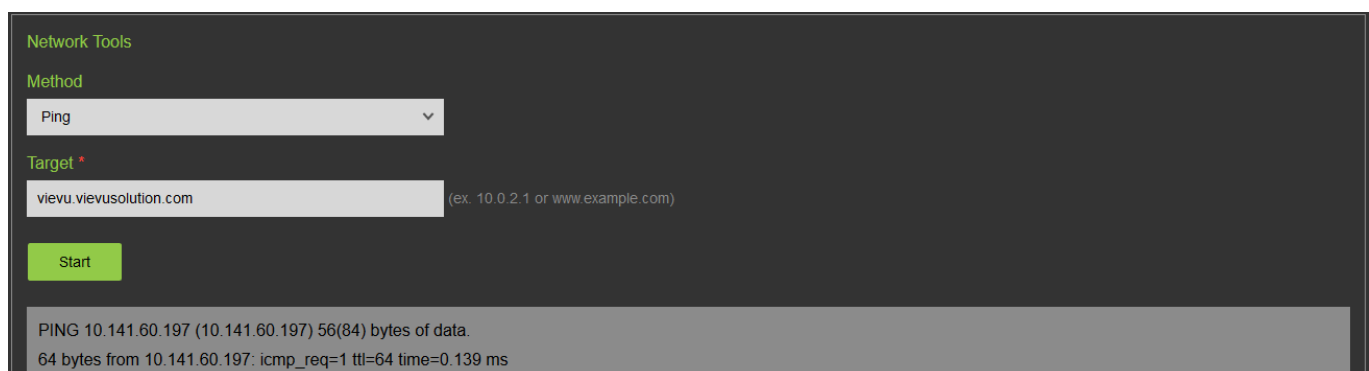 Network Tools
Method
Ping
Target *
vievu.vievusolution.com (ex. 10.0.2.1 or www.example.com)
Start
PING 10.141.60.197 (10.141.60.197) 56(84) bytes of data.
64 bytes from 10.141.60.197: icmp_req=1 ttl=64 time=0.139 ms